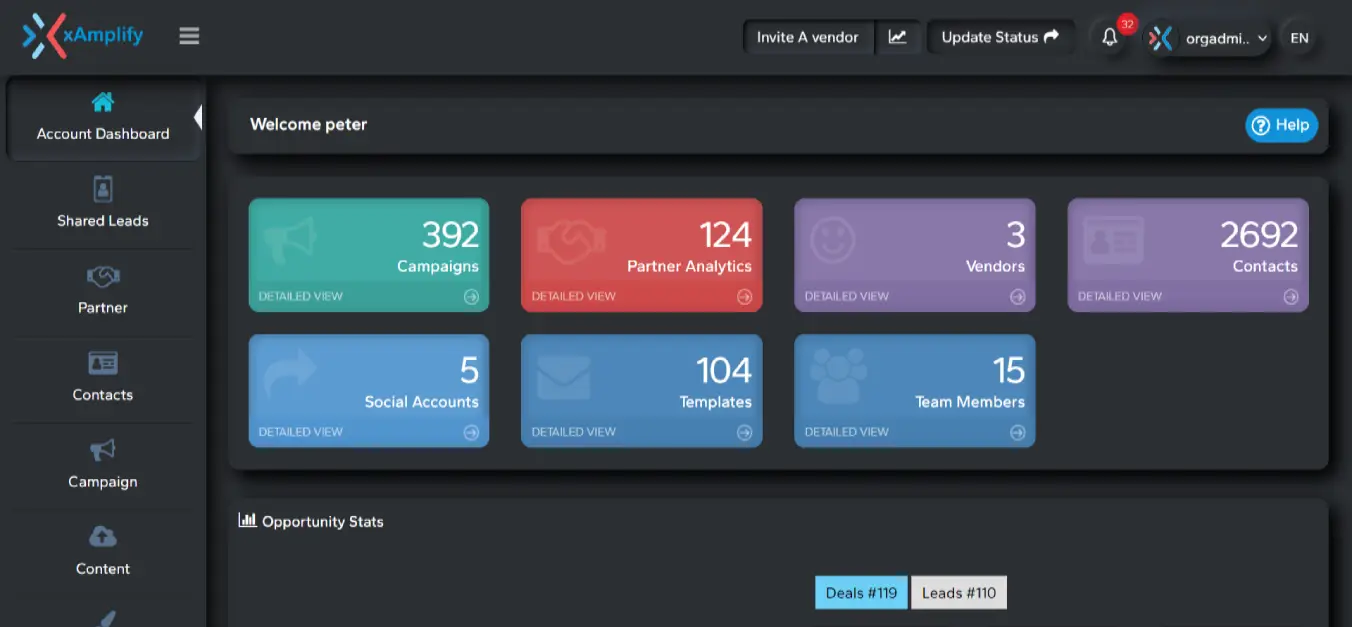 xAmplify
Invite A vendor
Update Status
32
orgadmi..
EN
Account Dashboard
Welcome peter
Help
Shared Leads
392
Campaigns
DETAILED VIEW
124
Partner Analytics
DETAILED VIEW
3
Vendors
DETAILED VIEW
2692
Contacts
DETAILED VIEW
Partner
Contacts
5
Social Accounts
DETAILED VIEW
104
Templates
DETAILED VIEW
15
Team Members
DETAILED VIEW
Campaign
Content
Opportunity Stats
Deals #119
Leads #110